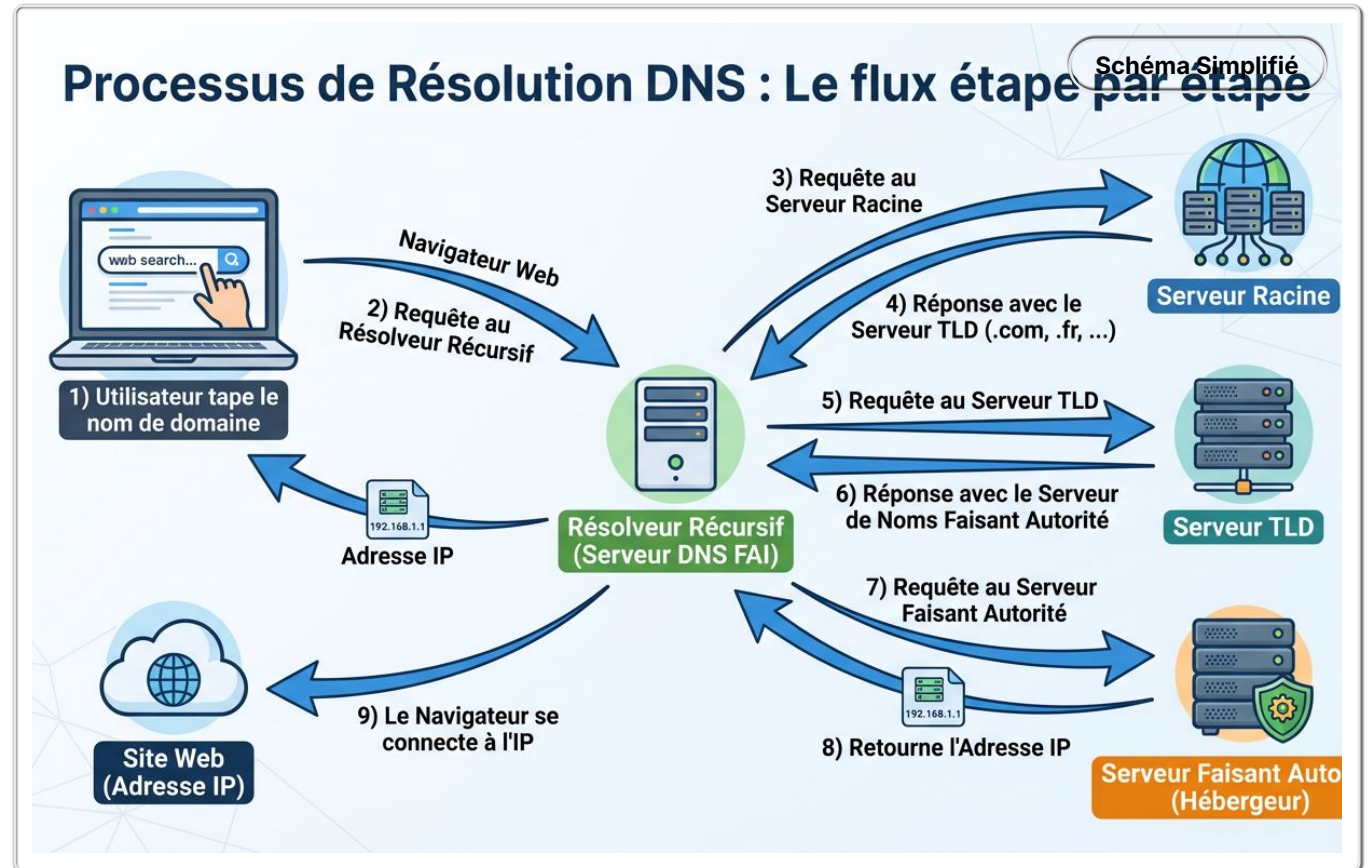 Schéma Simplifié
Processus de Résolution DNS : Le flux étape par étape
wwb search...
1) Utilisateur tape le
nom de domaine
Navigateur Web
2) Requête au
Résolveur Récursif
3) Requête au
Serveur Racine
4) Réponse avec le
Serveur TLD (.com, .fr, ...)
Serveur Racine
5) Requête au Serveur TLD
6) Réponse avec le Serveur
de Noms Faisant Autorité
Serveur TLD
Résolveur Récursif
(Serveur DNS FAI)
192.168.1.1
Adresse IP
7) Requête au Serveur
Faisant Autorité
192.168.1.1
8) Retourne l'Adresse IP
Serveur Faisant Auto
(Hébergeur)
9) Le Navigateur se
connecte à l'IP
Site Web
(Adresse IP)